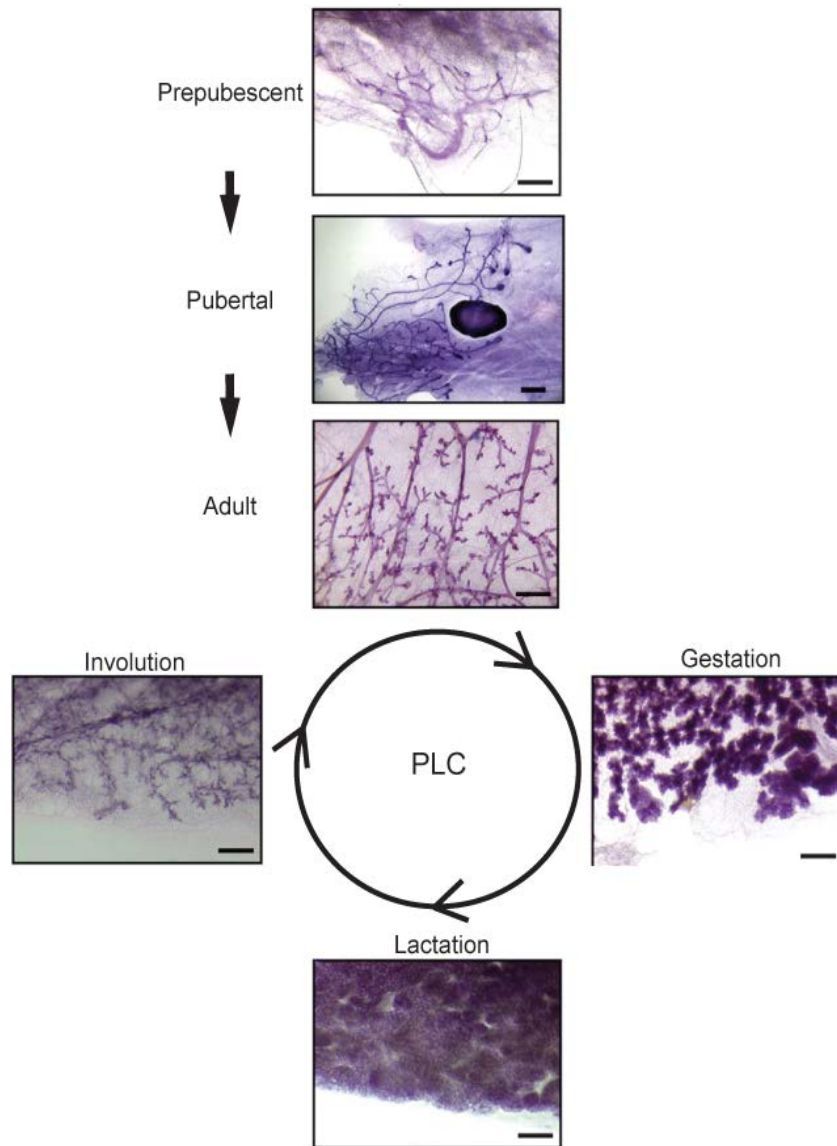 Prepubescent
Pubertal
Adult
Involution
Gestation
PLC
Lactation